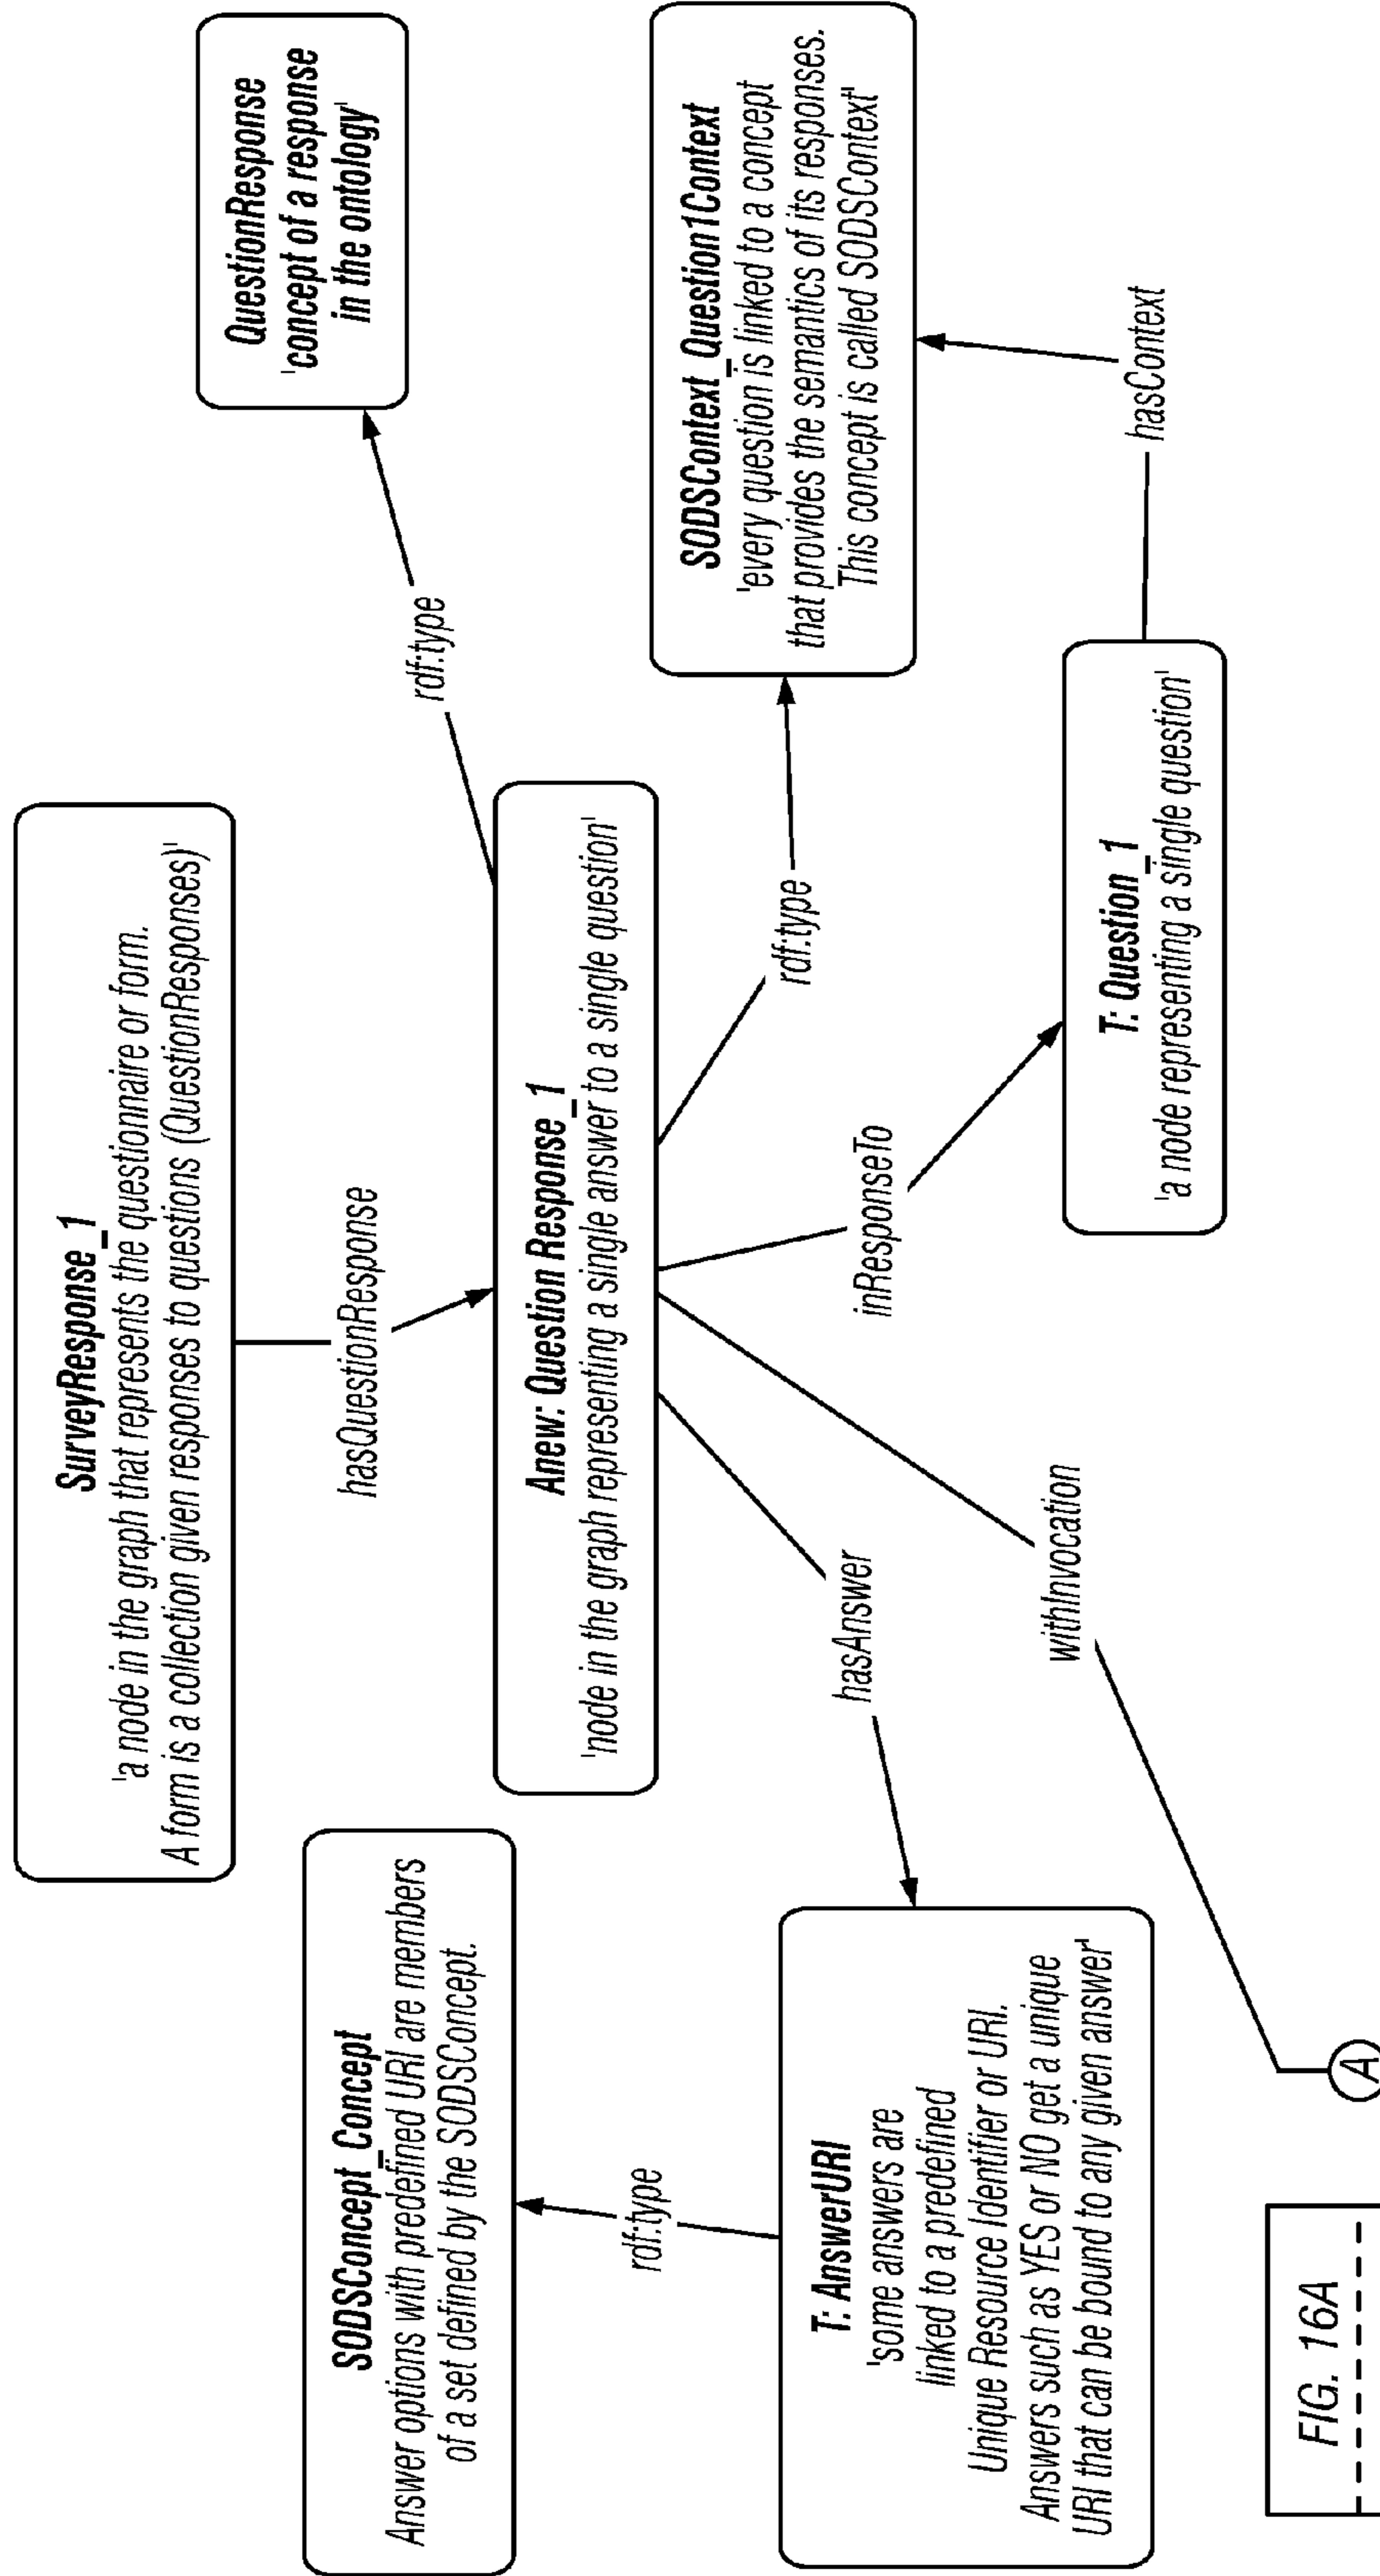 SurveyResponse_1
'a node in the graph that represents the questionnaire or form.
A form is a collection given responses to questions (QuestionResponses)'
hasQuestionResponse
QuestionResponse
'concept of a response
in the ontology'
rdf:type
SODSConcept_Concept
Answer options with predefined URI are members
of a set defined by the SODSConcept.
Anew: Question Response_1
'node in the graph representing a single answer to a single question'
rdf:type
SODSContext_Question1Context
'every question is linked to a concept
that provides the semantics of its responses.
This concept is called SODSContext"
rdf:type
hasAnswer
inResponseTo
T: AnswerURI
'some answers are
linked to a predefined
Unique Resource Identifier or URI.
Answers such as YES or NO get a unique
URI that can be bound to any given answer'
withInvocation
T: Question_1
'a node representing a single question'
hasContext
A
FIG. 16A